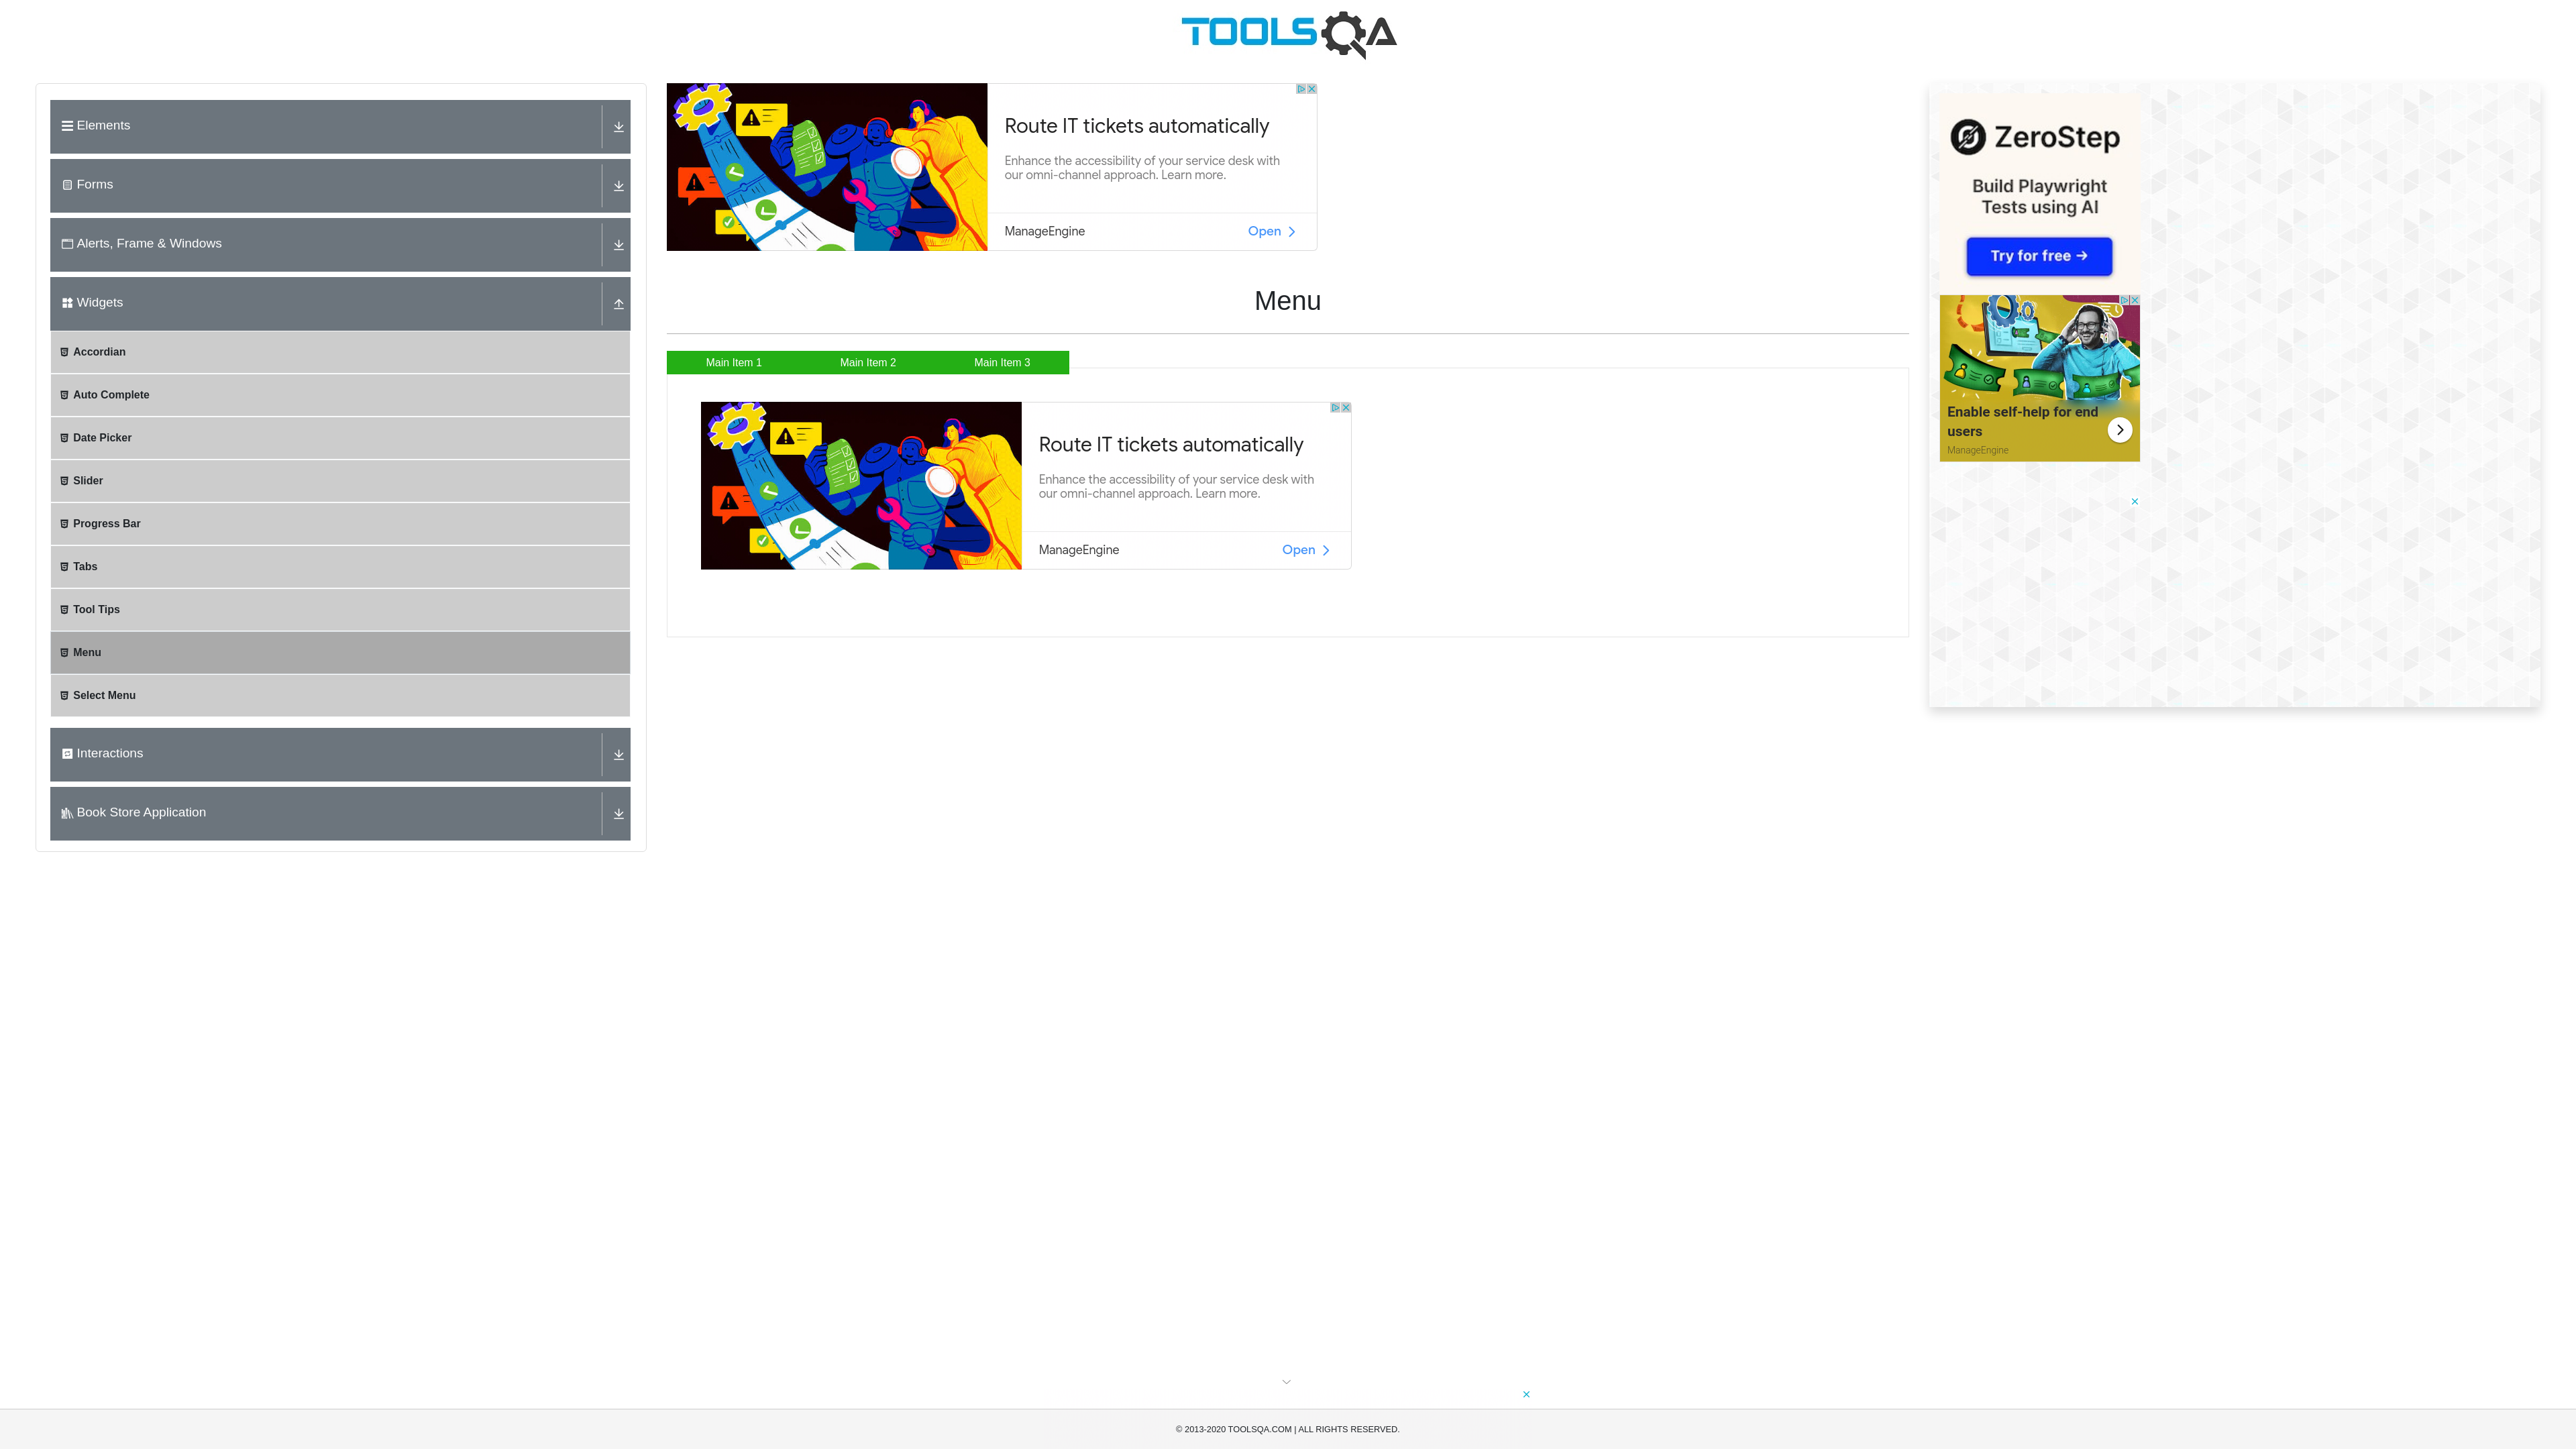 TOOLSQA
Elements
Forms
Alerts, Frame & Windows
Widgets
Accordian
Auto Complete
Date Picker
Slider
Progress Bar
Tabs
Tool Tips
Menu
Select Menu
Interactions
Book Store Application
Route IT tickets automatically
Enhance the accessibility of your service desk with
our omni-channel approach. Learn more.
ManageEngine
Open
Menu
Main Item 1
Main Item 2
Main Item 3
Route IT tickets automatically
Enhance the accessibility of your service desk with
our omni-channel approach. Learn more.
ManageEngine
Open
ZeroStep
Build Playwright
Tests using AI
Try for free →
Enable self-help for end
users
ManageEngine
© 2013-2020 TOOLSQA.COM | ALL RIGHTS RESERVED.